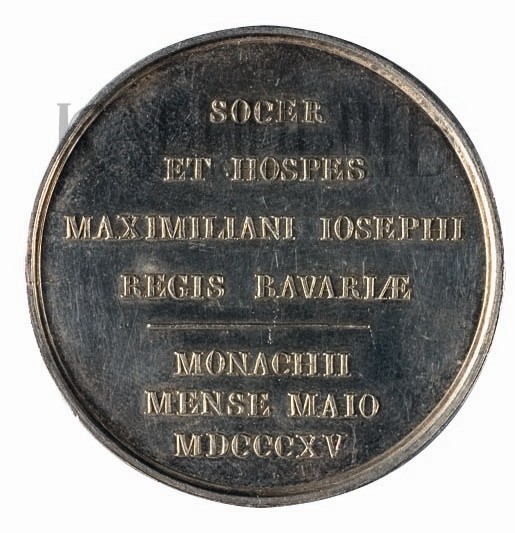 SOCER
ET HOSPES
MAXIMILIANI IOSEPHI
REGIS BAVARIÆ
MONACHII
MENSE MAIO
MDCCCXV